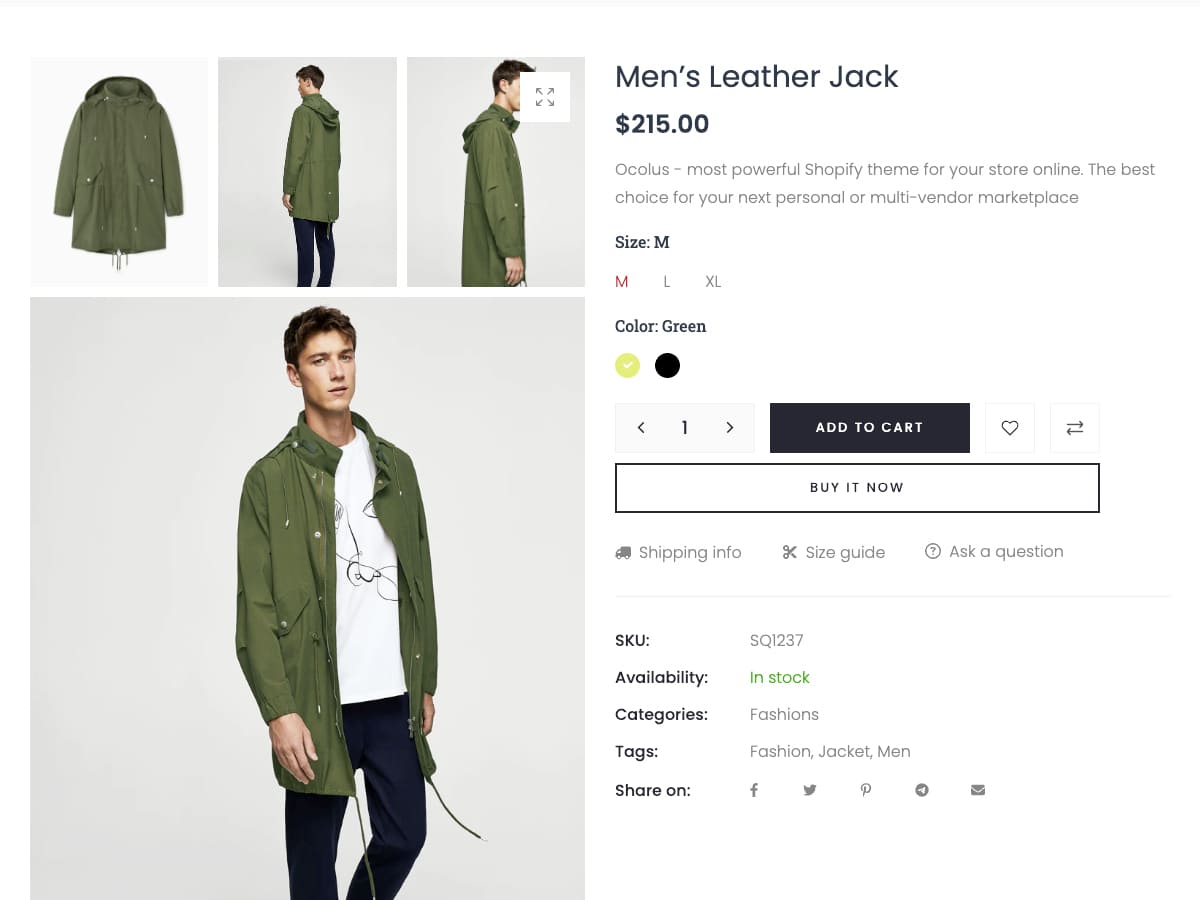 Men’s Leather Jack
$215.00
Ocolus - most powerful Shopify theme for your store online. The best
choice for your next personal or multi-vendor marketplace
Size: M
M L XL
Color: Green
1 ADD TO CART
BUY IT NOW
Shipping info Size guide Ask a question
SKU: SQ1237
Availability: In stock
Categories: Fashions
Tags: Fashion, Jacket, Men
Share on: